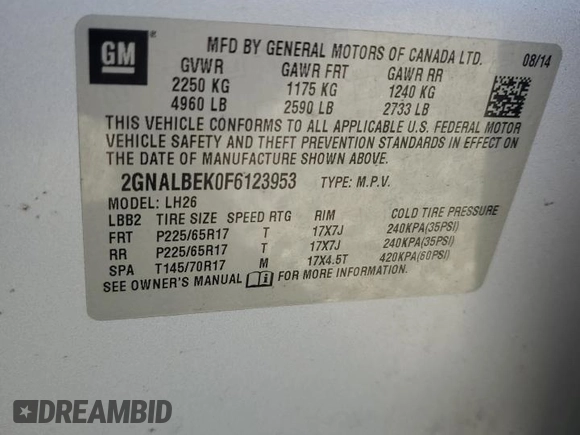 GM ®
MFD BY GENERAL MOTORS OF CANADA LTD. 08/14
GVWR GAWR FRT GAWR RR
2250 KG 1175 KG 1240 KG
4960 LB 2590 LB 2733 LB
THIS VEHICLE CONFORMS TO ALL APPLICABLE U.S. FEDERAL MOTOR
VEHICLE SAFETY AND THEFT PREVENTION STANDARDS IN EFFECT ON
THE DATE OF MANUFACTURE SHOWN ABOVE.
2GNALBEK0F6123953 TYPE: M.P.V.
MODEL: LH26
LBB2 TIRE SIZE SPEED RTG RIM COLD TIRE PRESSURE
FRT P225/65R17 T 17X7J 240KPA(35PSI)
RR P225/65R17 T 17X7J 240KPA(35PSI)
SPA T145/70R17 M 17X4.5T 420KPA(60PSI)
SEE OWNER'S MANUAL FOR MORE INFORMATION.
DREAMBID